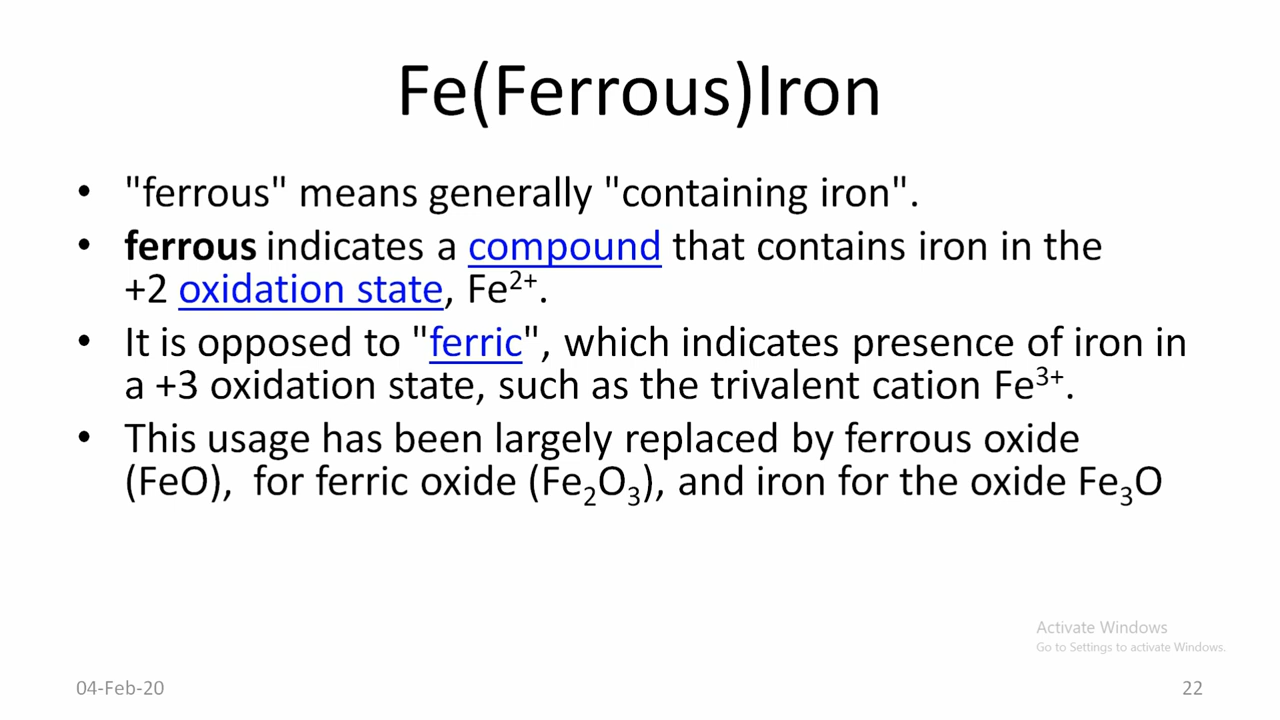 Fe(Ferrous)Iron
• "ferrous" means generally "containing iron".
• ferrous indicates a compound that contains iron in the
+2 oxidation state, Fe²⁺.
• It is opposed to "ferric", which indicates presence of iron in
a +3 oxidation state, such as the trivalent cation Fe³⁺.
• This usage has been largely replaced by ferrous oxide
(FeO),  for ferric oxide (Fe₂O₃), and iron for the oxide Fe₃O
Activate Windows
Go to Settings to activate Windows.
04-Feb-20
22